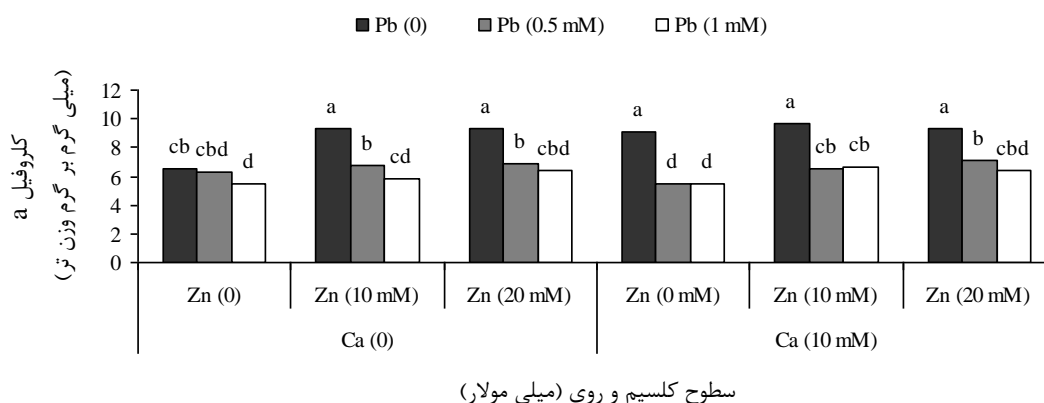 Pb (0) Pb (0.5 mM) Pb (1 mM)
کلروفیل a
(میلی گرم بر گرم وزن تر)
12
10
8
6
4
2
0
cb cbd d a b cd a b cbd a d d a cb cb a b cbd
Zn (0) Zn (10 mM) Zn (20 mM) Zn (0 mM) Zn (10 mM) Zn (20 mM)
Ca (0) Ca (10 mM)
سطوح کلسیم و روی (میلی مولار)